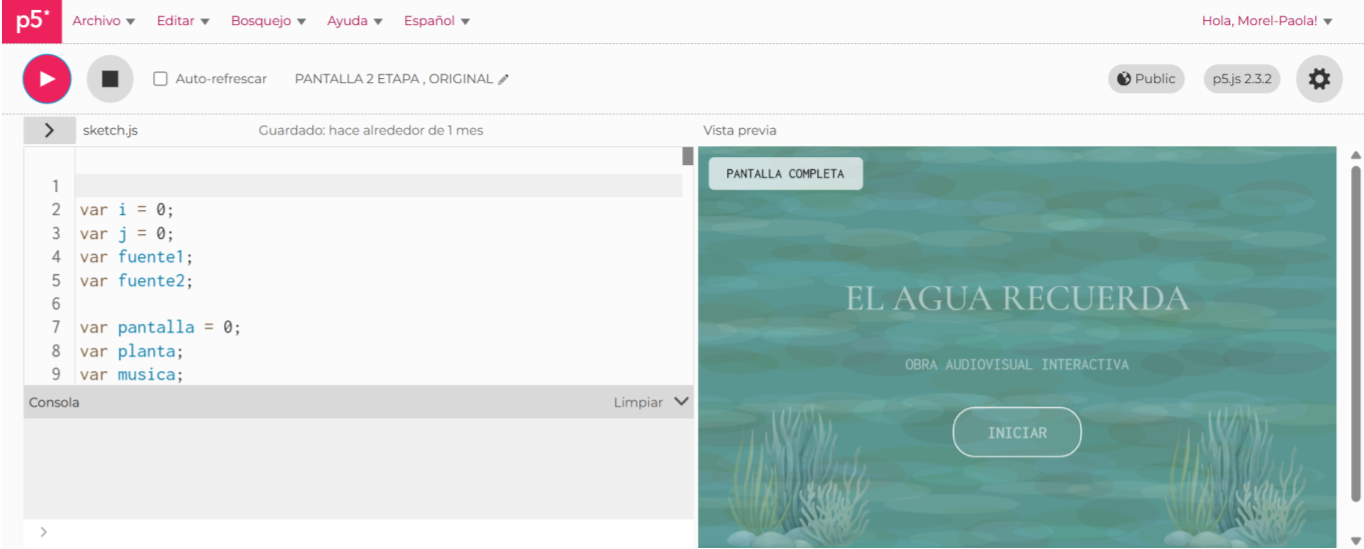 p5* Archivo Editar Bosquejo Ayuda Español Hola, Morel-Paola!
Auto-refrescar PANTALLA 2 ETAPA , ORIGINAL Public p5.js 2.3.2
sketch.js Guardado: hace alrededor de 1 mes Vista previa
1
2 var i = 0;
3 var j = 0;
4 var fuente1;
5 var fuente2;
6
7 var pantalla = 0;
8 var planta;
9 var musica;
Consola Limpiar
>
PANTALLA COMPLETA
EL AGUA RECUERDA
OBRA AUDIOVISUAL INTERACTIVA
INICIAR